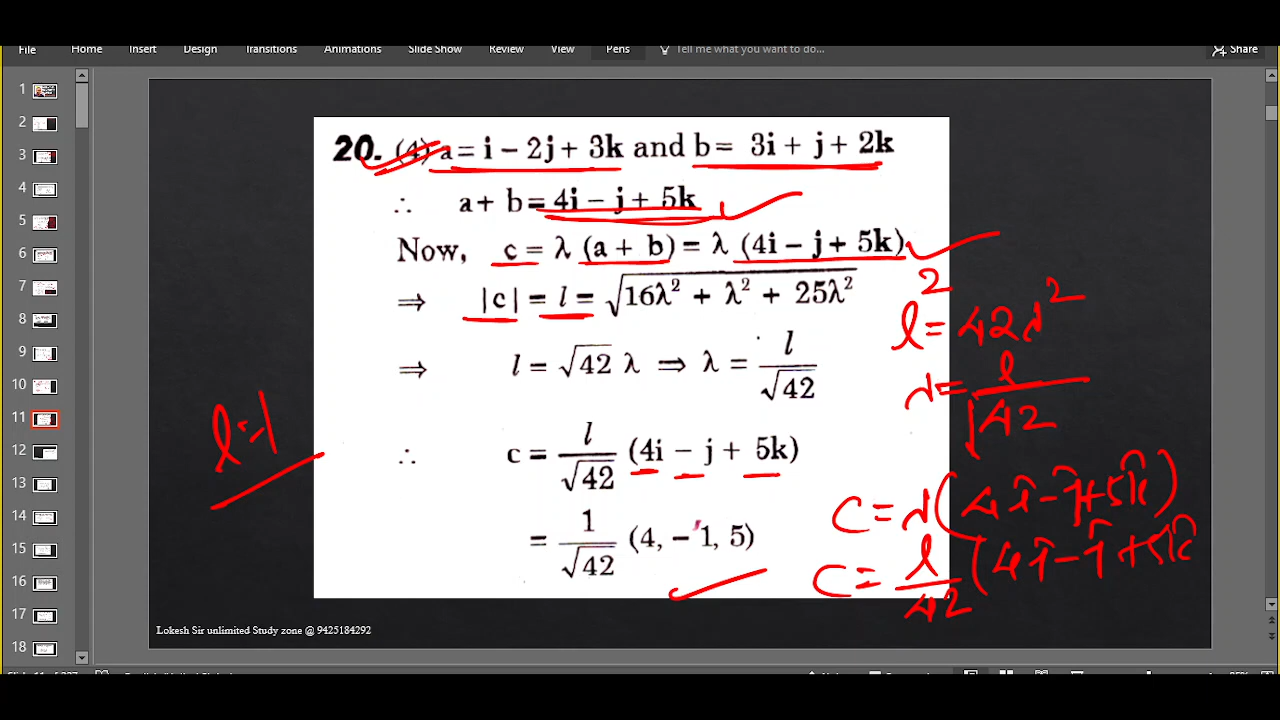 File Home Insert Design Transitions Animations Slide Show Review View Pens Tell me what you want to do... Share
1
2
3
4
5
6
7
8
9
10
11
12
13
14
15
16
17
18
20. (4) a = i − 2j + 3k and b = 3i + j + 2k
∴ a + b = 4i − j + 5k
Now, c = λ (a + b) = λ (4i − j + 5k)
⇒ |c| = l = √16λ² + λ² + 25λ²
⇒ l = √42 λ ⇒ λ = l/√42
∴ c = l/√42 (4i − j + 5k)
= 1/√42 (4, −1, 5)
l² = 42λ²
λ = l/√42
l = 1
C = λ(4î − ĵ + 5k̂)
C = l/42 (4î − ĵ + 5k̂
Lokesh Sir unlimited Study zone @ 9425184292